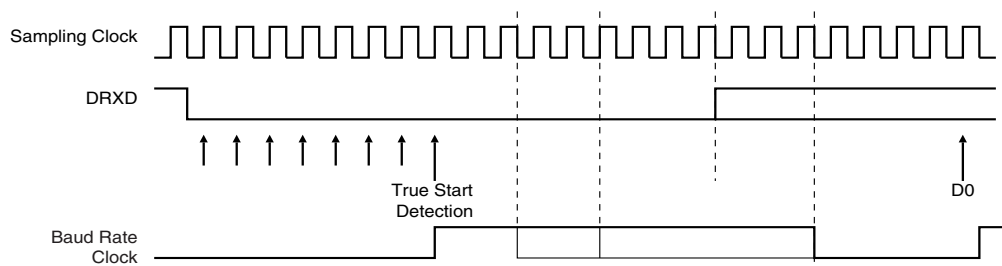 Sampling Clock
DRXD
True Start
Detection
D0
Baud Rate
Clock